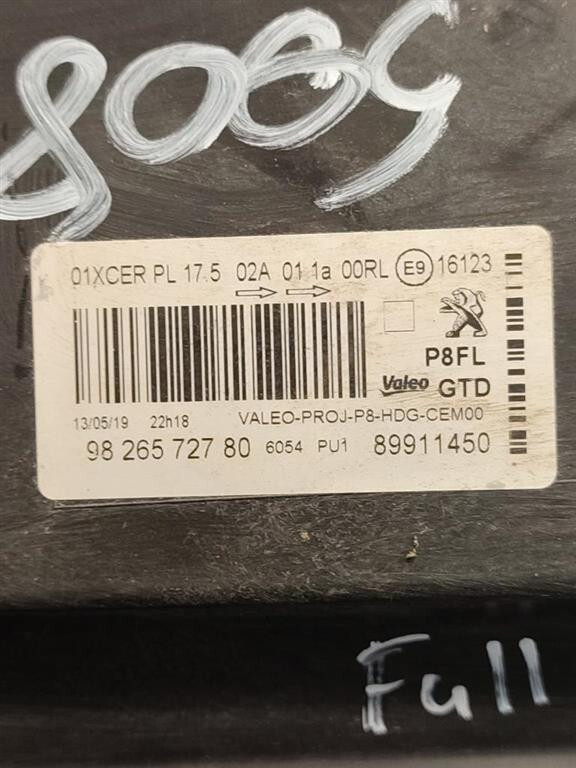 01XCER PL 17.5 02A 01 1a 00RL E9 16123
P8FL
Valeo GTD
13/05/19 22h18 VALEO-PROJ-P8-HDG-CEM00
98 265 727 80 6054 PU1 89911450
Full